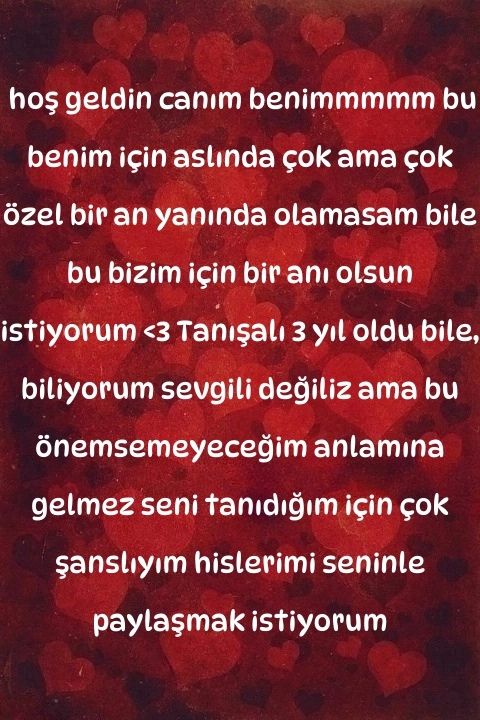 hoş geldin canım benimmmmm bu
benim için aslında çok ama çok
özel bir an yanında olamasam bile
bu bizim için bir anı olsun
istiyorum <3 Tanışalı 3 yıl oldu bile,
biliyorum sevgili değiliz ama bu
önemsemeyeceğim anlamına
gelmez seni tanıdığım için çok
şanslıyım hislerimi seninle
paylaşmak istiyorum